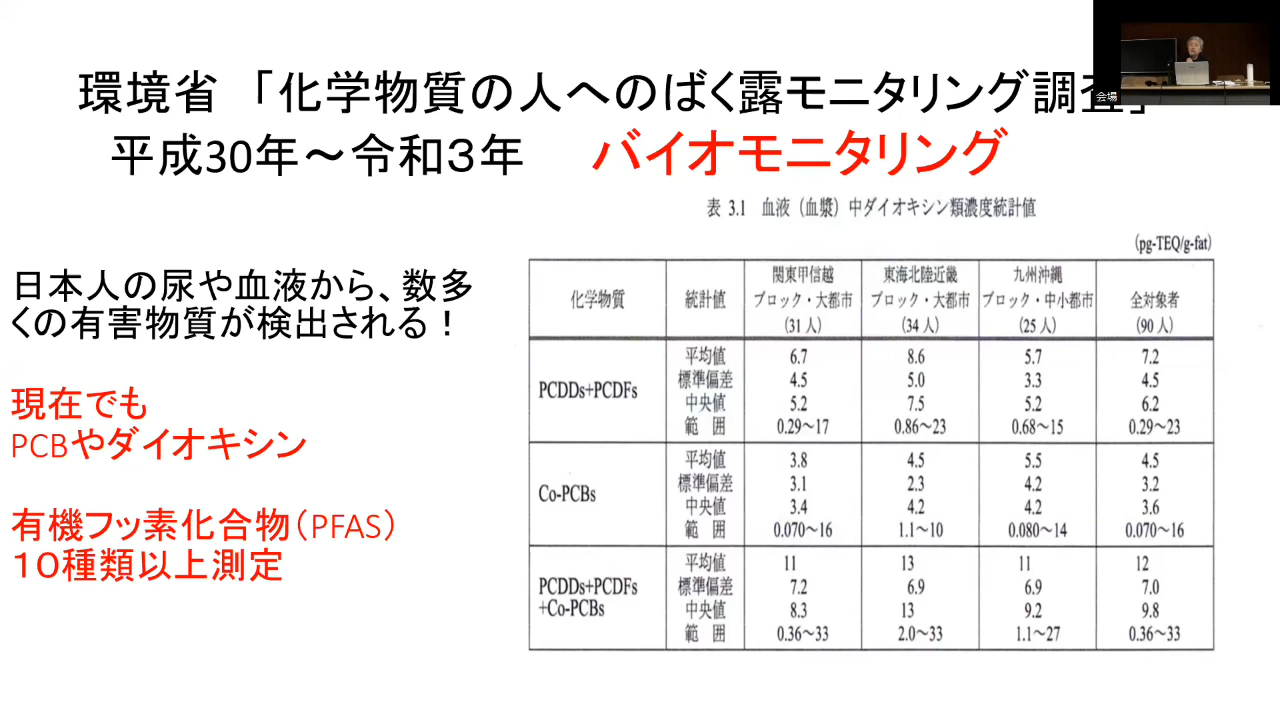 環境省 「化学物質の人へのばく露モニタリング調査」
平成30年～令和３年 バイオモニタリング
会場
日本人の尿や血液から、数多
くの有害物質が検出される！
現在でも
PCBやダイオキシン
有機フッ素化合物（PFAS）
１０種類以上測定
表 3.1 血液（血漿）中ダイオキシン類濃度統計値
(pg-TEQ/g-fat)
化学物質 統計値 関東甲信越 ブロック・大都市 (31 人) 東海北陸近畿 ブロック・大都市 (34 人) 九州沖縄 ブロック・中小都市 (25 人) 全対象者 (90 人)
PCDDs+PCDFs
平均値 6.7 8.6 5.7 7.2
標準偏差 4.5 5.0 3.3 4.5
中央値 5.2 7.5 5.2 6.2
範 囲 0.29～17 0.86～23 0.68～15 0.29～23
Co-PCBs
平均値 3.8 4.5 5.5 4.5
標準偏差 3.1 2.3 4.2 3.2
中央値 3.4 4.2 4.2 3.6
範 囲 0.070～16 1.1～10 0.080～14 0.070～16
PCDDs+PCDFs
+Co-PCBs
平均値 11 13 11 12
標準偏差 7.2 6.9 6.9 7.0
中央値 8.3 13 9.2 9.8
範 囲 0.36～33 2.0～33 1.1～27 0.36～33